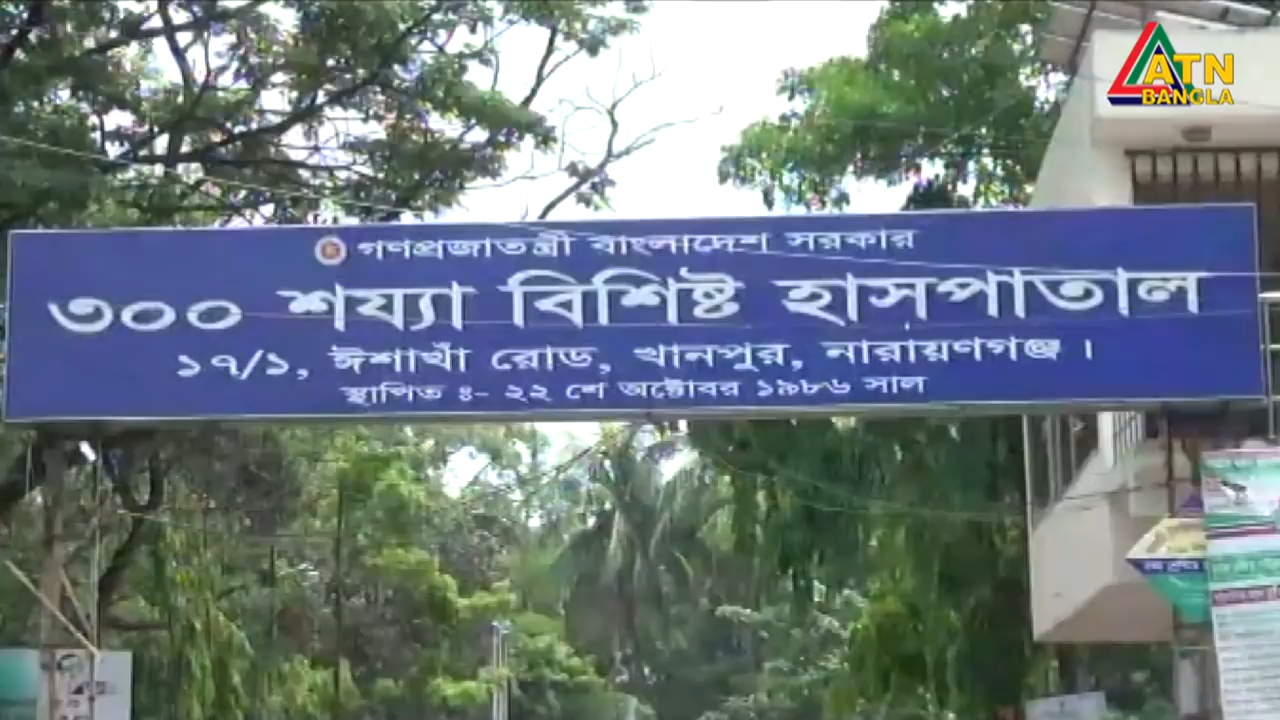 ATN
BANGLA
গণপ্রজাতন্ত্রী বাংলাদেশ সরকার
৩০০ শয্যা বিশিষ্ট হাসপাতাল
১৭/১, ঈশাখাঁ রোড, খানপুর, নারায়ণগঞ্জ।
স্থাপিত ঃ- ২২ শে অক্টোবর ১৯৮৬ সাল